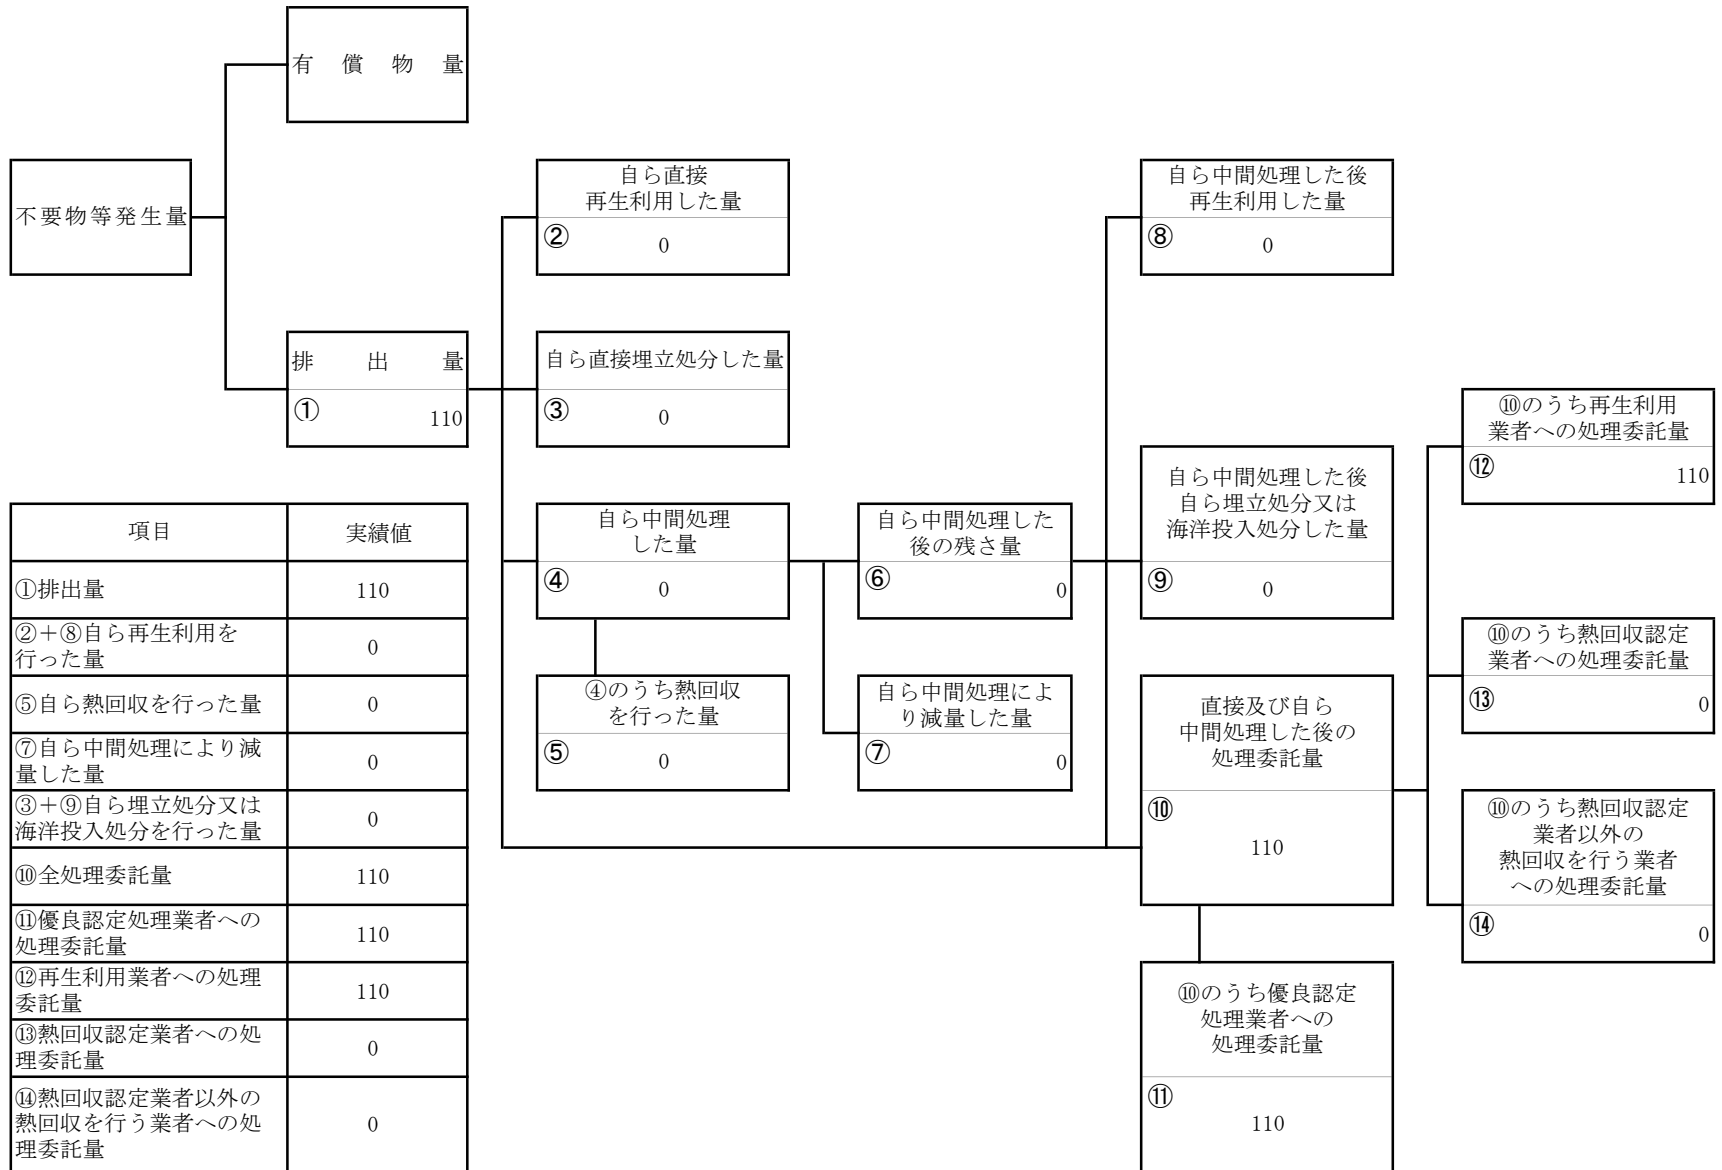 有償物量
不要物等発生量
排出量
①
110
自ら直接
再生利用した量
②
0
自ら直接埋立処分した量
③
0
自ら中間処理
した量
④
0
④のうち熱回収
を行った量
⑤
0
自ら中間処理した
後の残さ量
⑥
0
自ら中間処理によ
り減量した量
⑦
0
自ら中間処理した後
再生利用した量
⑧
0
自ら中間処理した後
自ら埋立処分又は
海洋投入処分した量
⑨
0
直接及び自ら
中間処理した後の
処理委託量
⑩
110
⑩のうち優良認定
処理業者への
処理委託量
⑪
110
⑩のうち再生利用
業者への処理委託量
⑫
110
⑩のうち熱回収認定
業者への処理委託量
⑬
0
⑩のうち熱回収認定
業者以外の
熱回収を行う業者
への処理委託量
⑭
0
項目 実績値
①排出量 110
②+⑧自ら再生利用を
行った量 0
⑤自ら熱回収を行った量 0
⑦自ら中間処理により減
量した量 0
③+⑨自ら埋立処分又は
海洋投入処分を行った量 0
⑩全処理委託量 110
⑪優良認定処理業者への
処理委託量 110
⑫再生利用業者への処理
委託量 110
⑬熱回収認定業者への処
理委託量 0
⑭熱回収認定業者以外の
熱回収を行う業者への処
理委託量 0